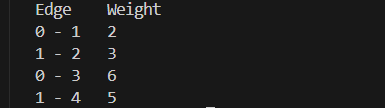 Edge Weight
0 - 1 2
1 - 2 3
0 - 3 6
1 - 4 5